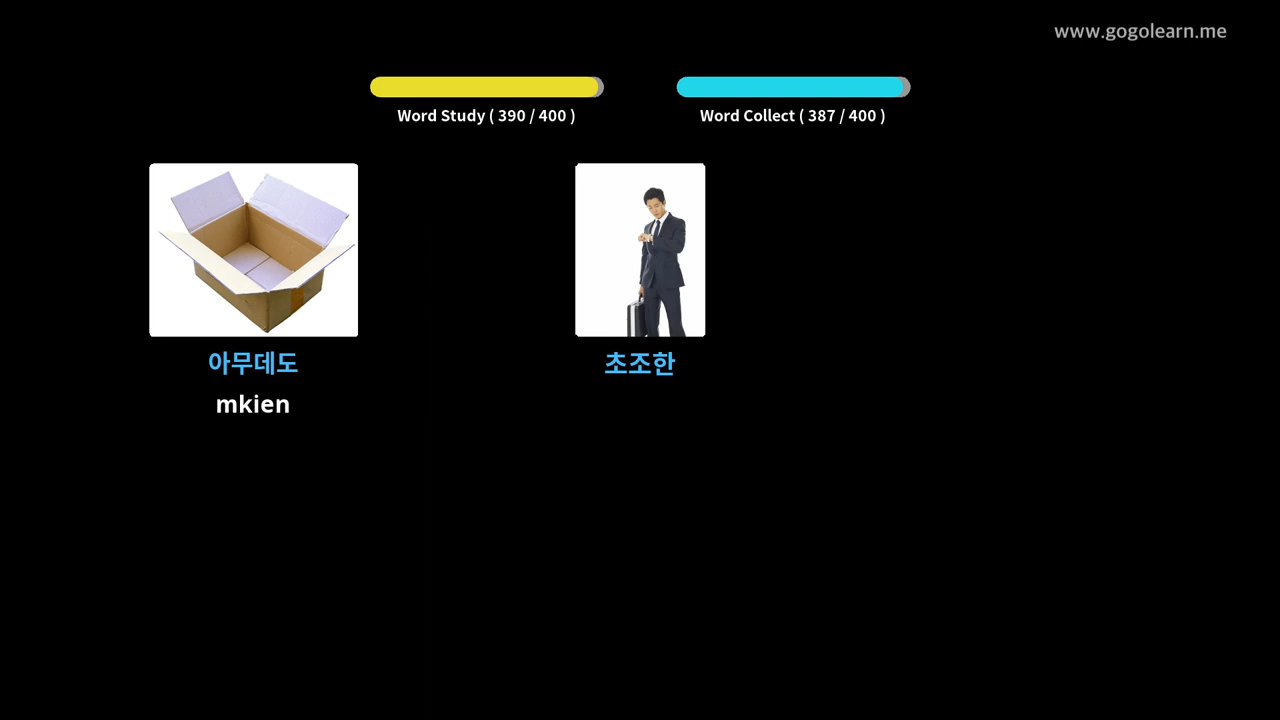 www.gogolearn.me
Word Study ( 390 / 400 )
Word Collect ( 387 / 400 )
아무데도
mkien
초조한